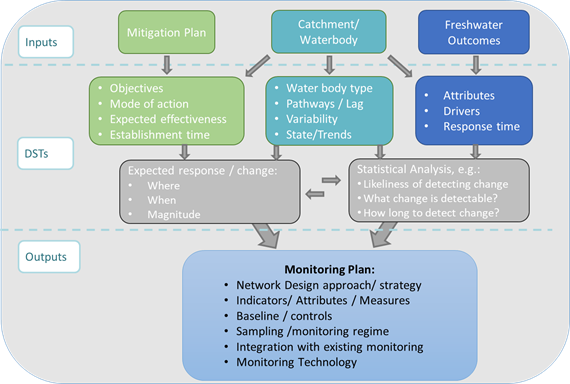 Inputs
Mitigation Plan
Catchment/
Waterbody
Freshwater
Outcomes
DSTs
• Objectives
• Mode of action
• Expected effectiveness
• Establishment time
• Water body type
• Pathways / Lag
• Variability
• State/Trends
• Attributes
• Drivers
• Response time
Expected response / change:
• Where
• When
• Magnitude
Statistical Analysis, e.g.:
• Likeliness of detecting change
• What change is detectable?
• How long to detect change?
Outputs
Monitoring Plan:
• Network Design approach/ strategy
• Indicators/ Attributes / Measures
• Baseline / controls
• Sampling /monitoring regime
• Integration with existing monitoring
• Monitoring Technology